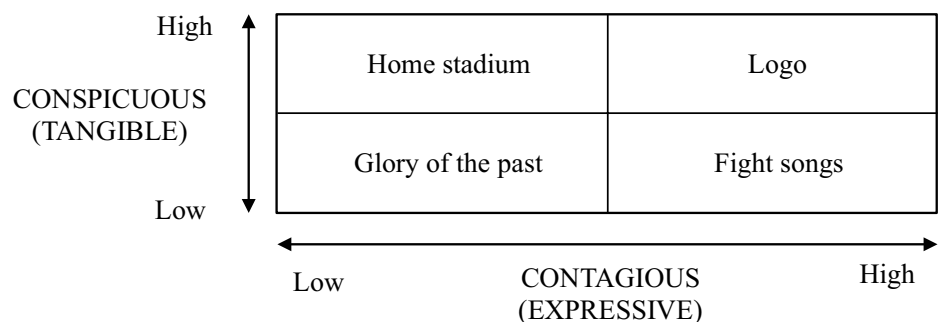 High
Home stadium
Logo
CONSPICUOUS
(TANGIBLE)
Glory of the past
Fight songs
Low
Low
CONTAGIOUS
(EXPRESSIVE)
High